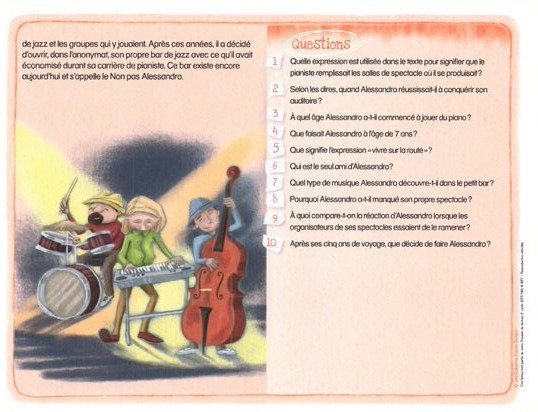 de jazz et les groupes qui y jouaient. Après ces années, il a décidé
d'ouvrir, dans l'anonymat, son propre bar de jazz avec ce qu'il avait
économisé durant sa carrière de pianiste. Ce bar existe encore
aujourd'hui et s'appelle le Non pas Alessandro.
Questions
1 Quelle expression est utilisée dans le texte pour signifier que le
pianiste remplissait les salles de spectacle où il se produisait?
2 Selon les dires, quand Alessandro réussissait-il à conquérir son
auditoire?
3 À quel âge Alessandro a-t-il commencé à jouer du piano?
4 Que faisait Alessandro à l'âge de 7 ans?
5 Que signifie l'expression «vivre sur la route»?
6 Qui est le seul ami d'Alessandro?
7 Quel type de musique Alessandro découvre-t-il dans le petit bar?
8 Pourquoi Alessandro a-t-il manqué son propre spectacle?
9 À quoi compare-t-on la réaction d'Alessandro lorsque les
organisateurs de ses spectacles essaient de le ramener?
10 Après ses cinq ans de voyage, que décide de faire Alessandro?